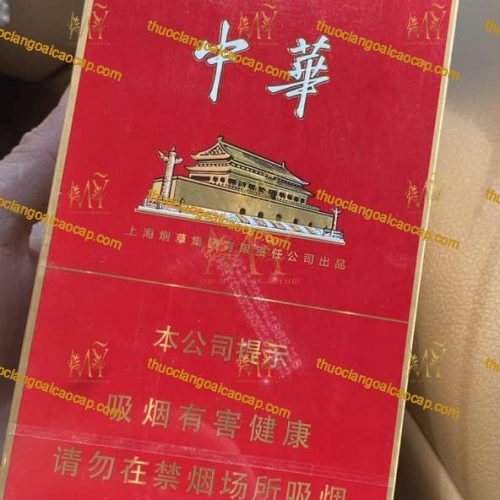 中華
上海烟草集团有限责任公司出品
本公司提示
吸烟有害健康
请勿在禁烟场所吸烟
thuoclangoaicaocap.com